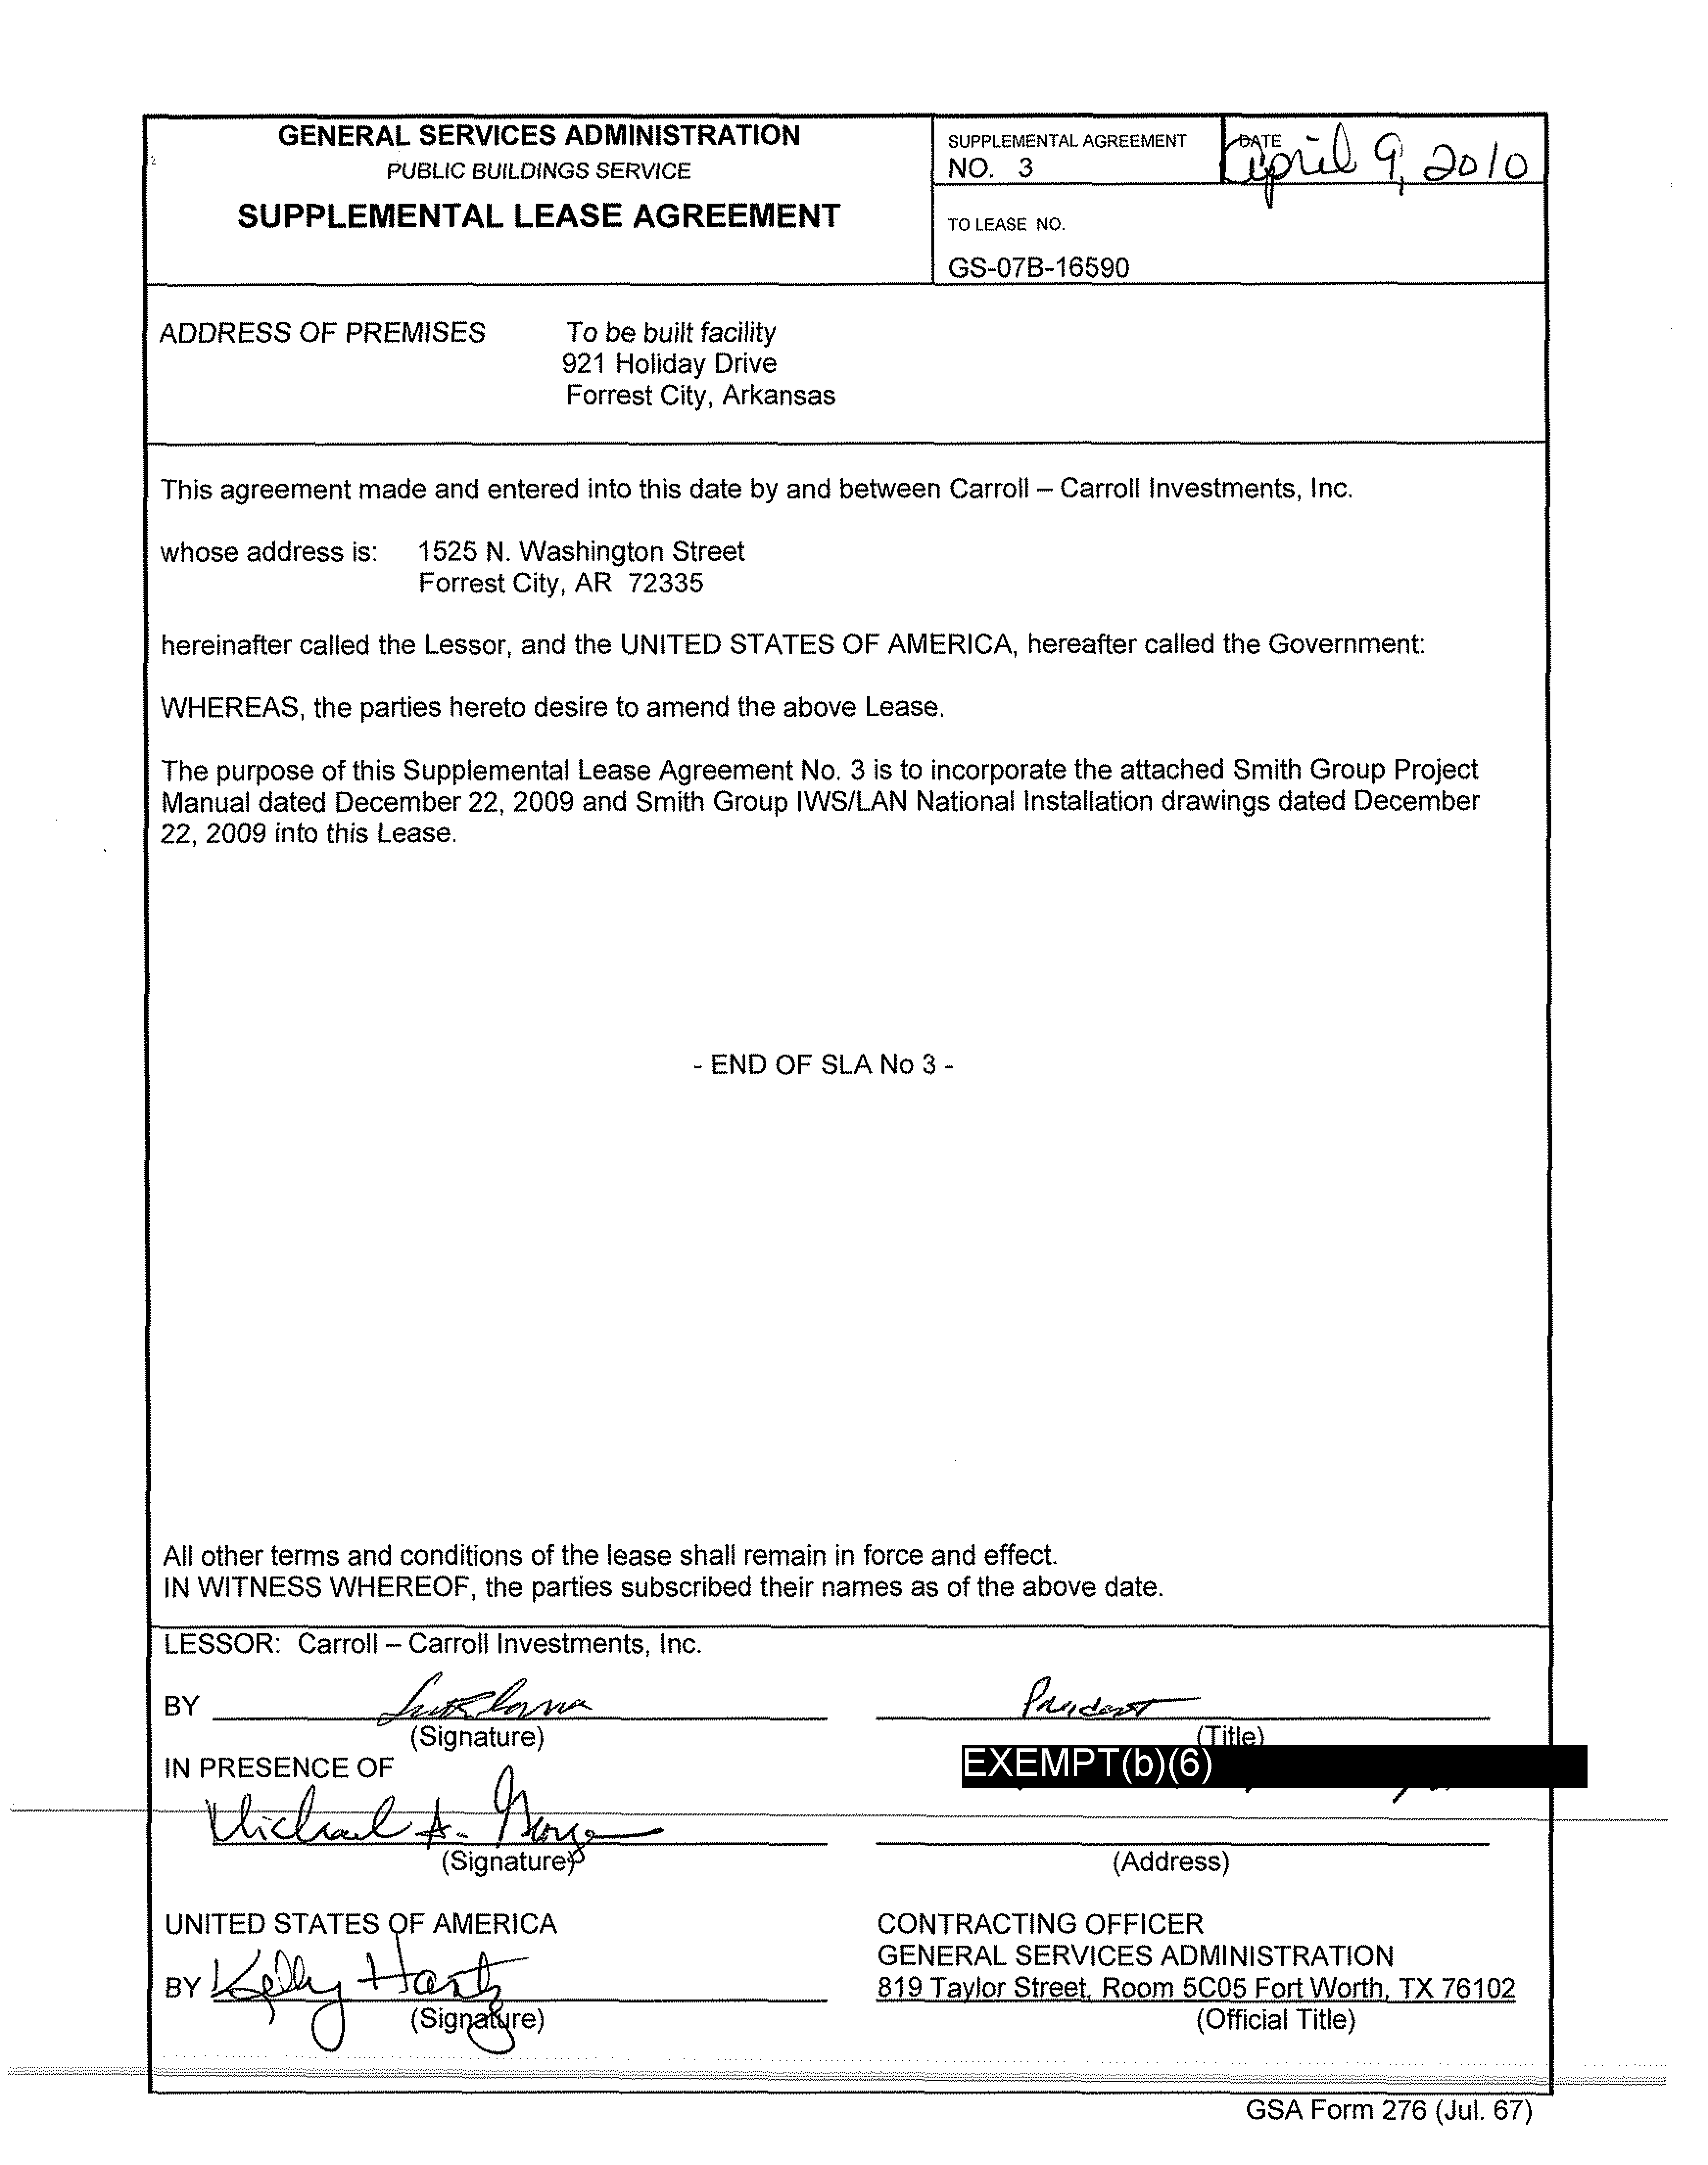 GENERAL SERVICES ADMINISTRATION
PUBLIC BUILDINGS SERVICE
SUPPLEMENTAL LEASE AGREEMENT
SUPPLEMENTAL AGREEMENT
NO. 3
DATE
April 9, 2010
TO LEASE NO.
GS-07B-16590
ADDRESS OF PREMISES To be built facility
921 Holiday Drive
Forrest City, Arkansas
This agreement made and entered into this date by and between Carroll – Carroll Investments, Inc.
whose address is: 1525 N. Washington Street
Forrest City, AR 72335
hereinafter called the Lessor, and the UNITED STATES OF AMERICA, hereafter called the Government:
WHEREAS, the parties hereto desire to amend the above Lease.
The purpose of this Supplemental Lease Agreement No. 3 is to incorporate the attached Smith Group Project
Manual dated December 22, 2009 and Smith Group IWS/LAN National Installation drawings dated December
22, 2009 into this Lease.
- END OF SLA No 3 -
All other terms and conditions of the lease shall remain in force and effect.
IN WITNESS WHEREOF, the parties subscribed their names as of the above date.
LESSOR: Carroll – Carroll Investments, Inc.
BY
President
(Signature)
(Title)
IN PRESENCE OF
EXEMPT(b)(6)
Michael A.
(Signature)
(Address)
UNITED STATES OF AMERICA
CONTRACTING OFFICER
GENERAL SERVICES ADMINISTRATION
BY Kelly
819 Taylor Street, Room 5C05 Fort Worth, TX 76102
(Signature)
(Official Title)
GSA Form 276 (Jul. 67)